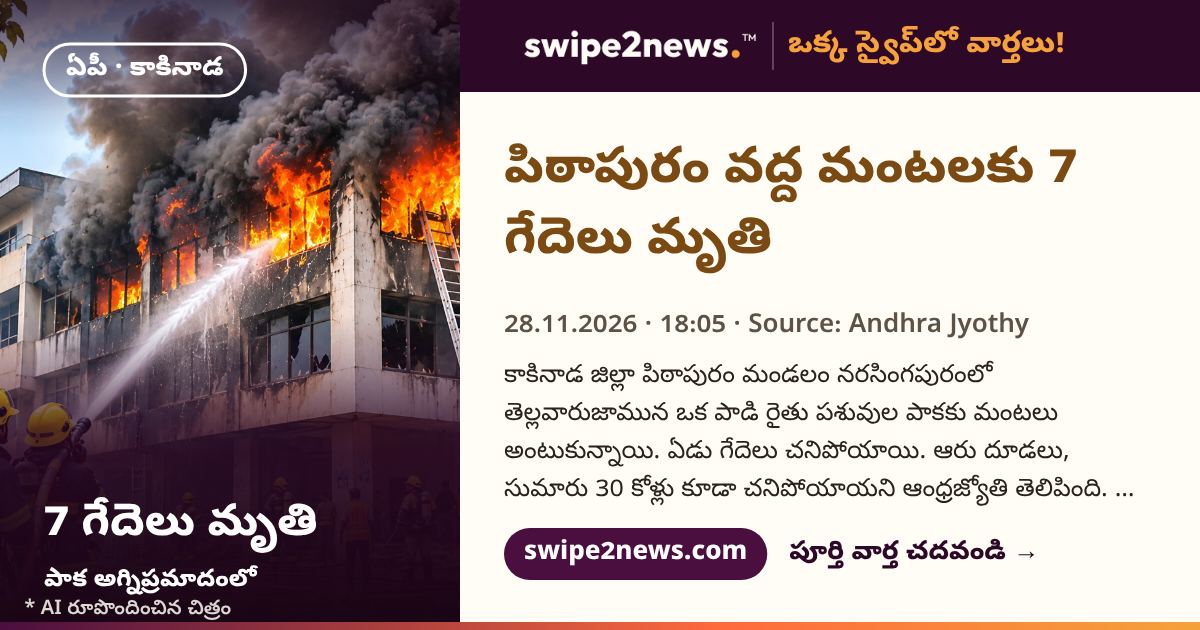 ఏపీ · కాకినాడ
7 గేదెలు మృతి
పాక అగ్నిప్రమాదంలో
* AI రూపొందించిన చిత్రం
swipe2news.™
ఒక్క స్వైప్‌లో వార్తలు!
పిఠాపురం వద్ద మంటలకు 7
గేదెలు మృతి
28.11.2026 · 18:05 · Source: Andhra Jyothy
కాకినాడ జిల్లా పిఠాపురం మండలం నరసింగపురంలో
తెల్లవారుజామున ఒక పాడి రైతు పశువుల పాకకు మంటలు
అంటుకున్నాయి. ఏడు గేదెలు చనిపోయాయి. ఆరు దూడలు,
సుమారు 30 కోళ్లు కూడా చనిపోయాయని ఆంధ్రజ్యోతి తెలిపింది. ...
swipe2news.com
పూర్తి వార్త చదవండి →